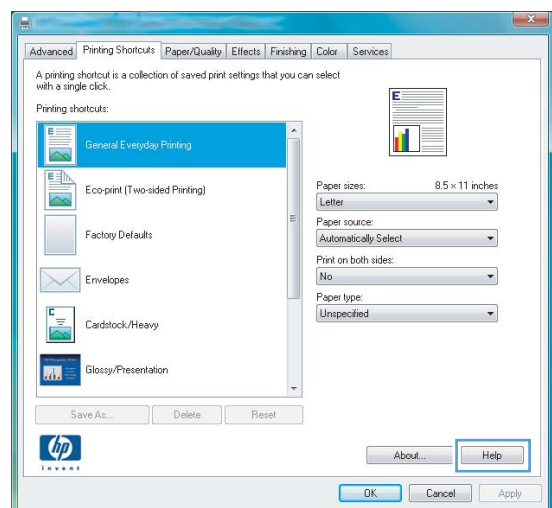 Advanced Printing Shortcuts Paper/Quality Effects Finishing Color Services
A printing shortcut is a collection of saved print settings that you can select
with a single click.
Printing shortcuts:
E
General Everyday Printing
E
Eco-print (Two-sided Printing)
Factory Defaults
Envelopes
C
Cardstock/Heavy
Glossy/Presentation
Save As... Delete Reset
E
Paper sizes: 8.5 × 11 inches
Letter
Paper source:
Automatically Select
Print on both sides:
No
Paper type:
Unspecified
hp
invent
About... Help
OK Cancel Apply